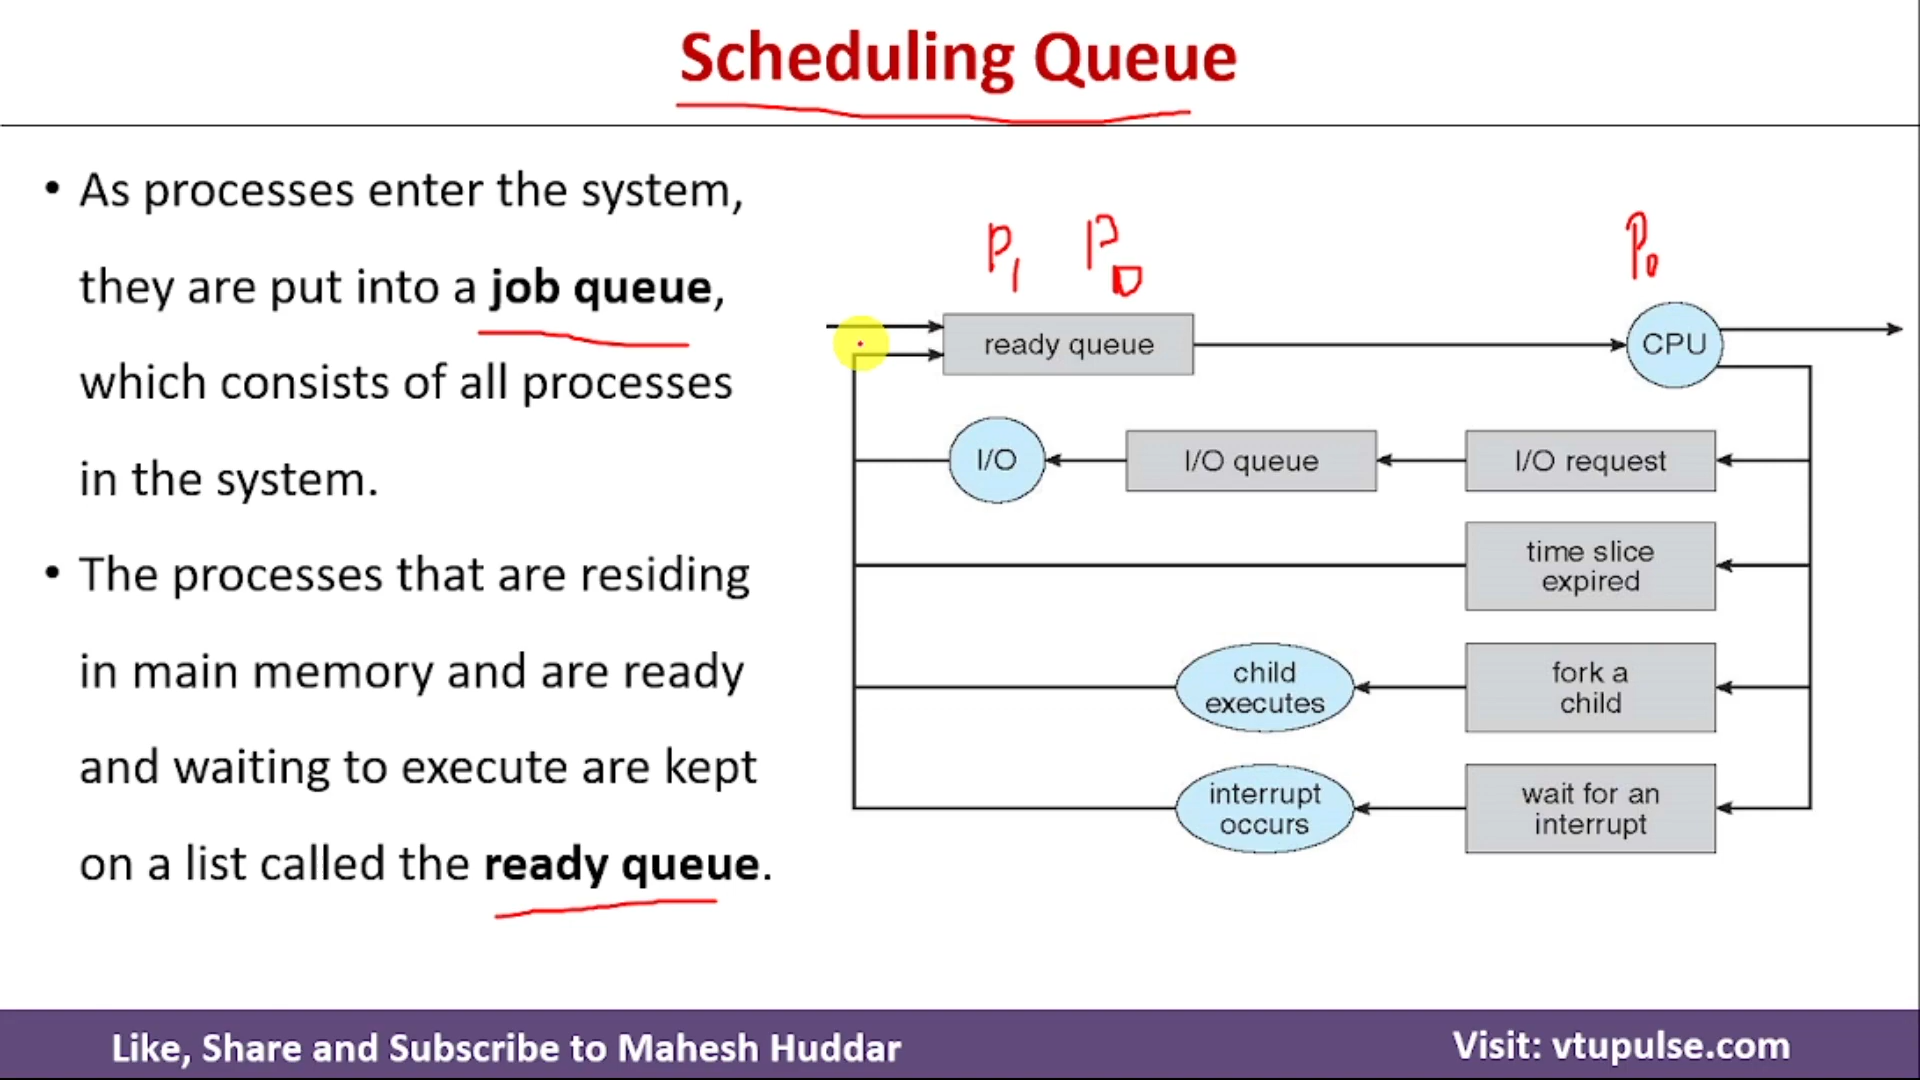 Scheduling Queue
• As processes enter the system,
they are put into a job queue,
which consists of all processes
in the system.
• The processes that are residing
in main memory and are ready
and waiting to execute are kept
on a list called the ready queue.
P1
P0
P0
ready queue
CPU
I/O
I/O queue
I/O request
time slice
expired
child
executes
fork a
child
interrupt
occurs
wait for an
interrupt
Like, Share and Subscribe to Mahesh Huddar
Visit: vtupulse.com